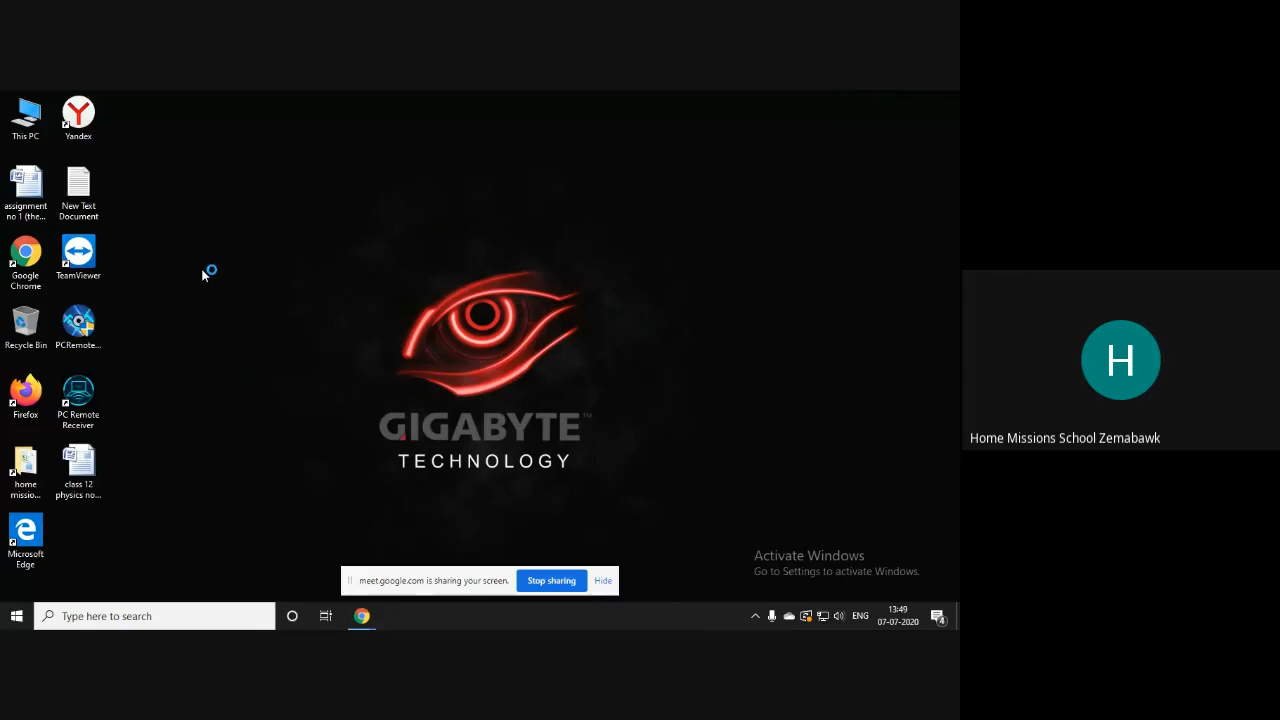 This PC
Yandex
assignment
no 1 (the...
New Text
Document
Google
Chrome
TeamViewer
Recycle Bin
PCRemote...
Firefox
PC Remote
Receiver
home
missio...
class 12
physics no...
Microsoft
Edge
GIGABYTE™
TECHNOLOGY
Activate Windows
Go to Settings to activate Windows.
meet.google.com is sharing your screen.
Stop sharing
Hide
Type here to search
ENG
13:49
07-07-2020
4
H
Home Missions School Zemabawk